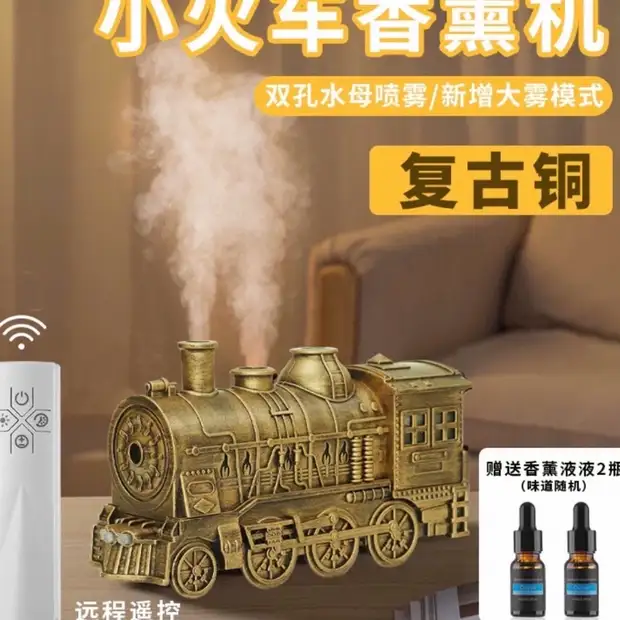 小火车香薰机
双孔水母喷雾/新增大雾模式
复古铜
赠送香薰液液2瓶
(味道随机)
远程遥控